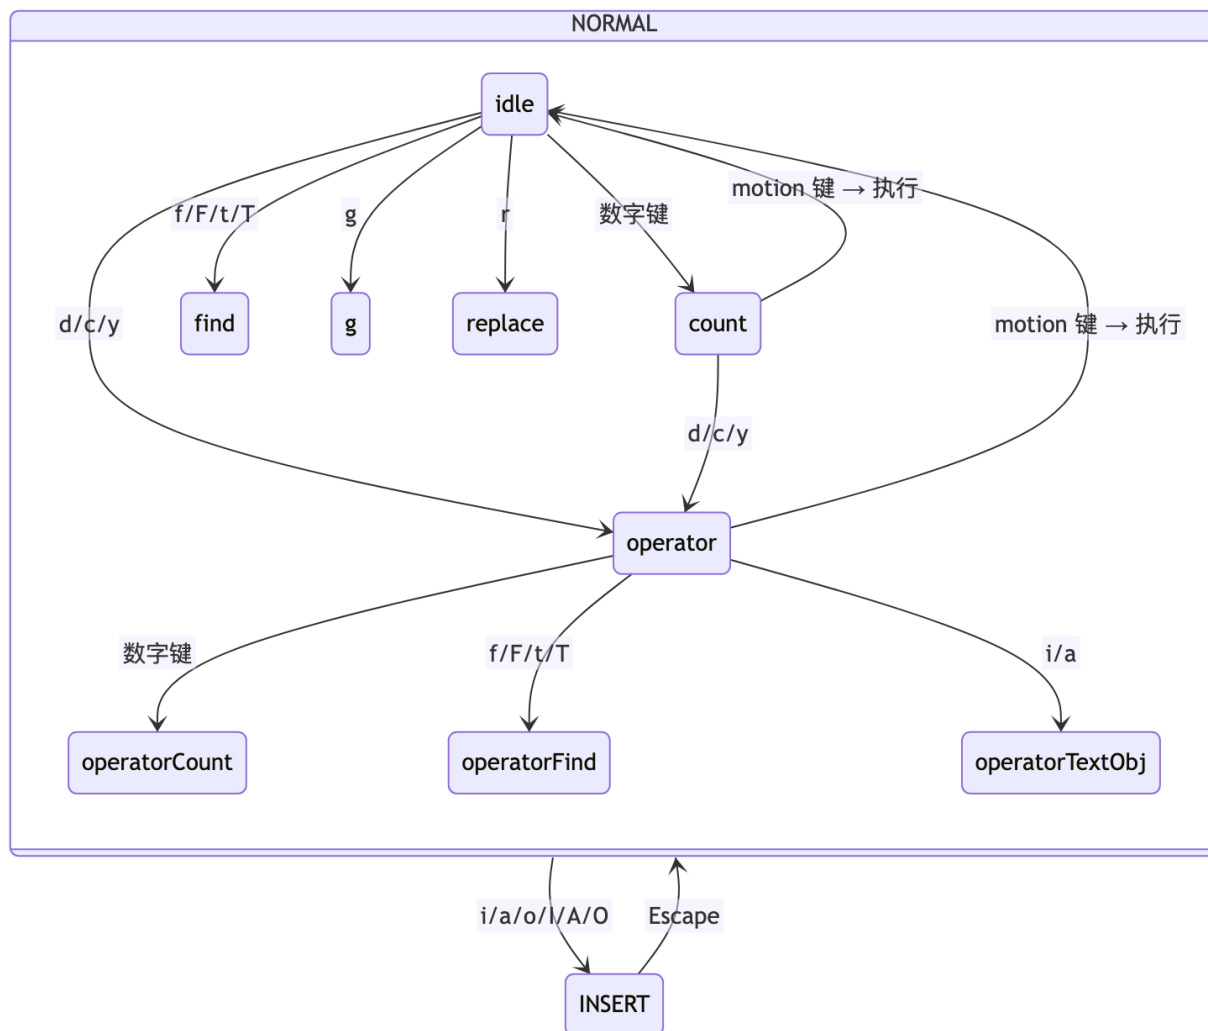 NORMAL
idle
motion 键 → 执行
f/F/t/T
g
r
数字键
d/c/y
find
g
replace
count
motion 键 → 执行
d/c/y
operator
数字键
f/F/t/T
i/a
operatorCount
operatorFind
operatorTextObj
i/a/o/I/A/O
Escape
INSERT